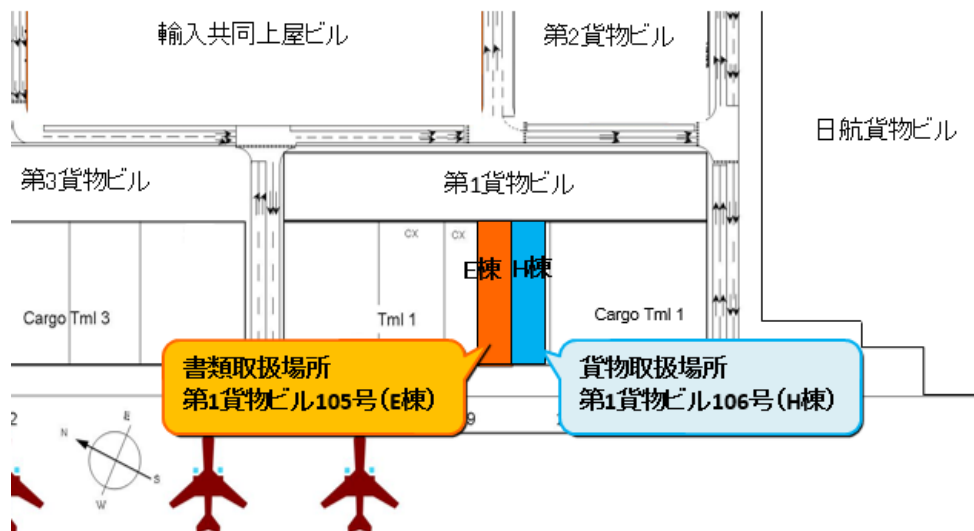 輸入共同上屋ビル
第2貨物ビル
日航貨物ビル
第3貨物ビル
第1貨物ビル
CX
CX
E棟
H棟
Cargo Tml 3
Tml 1
Cargo Tml 1
書類取扱場所
第1貨物ビル105号(E棟)
貨物取扱場所
第1貨物ビル106号(H棟)
2
9
E
N
S
W